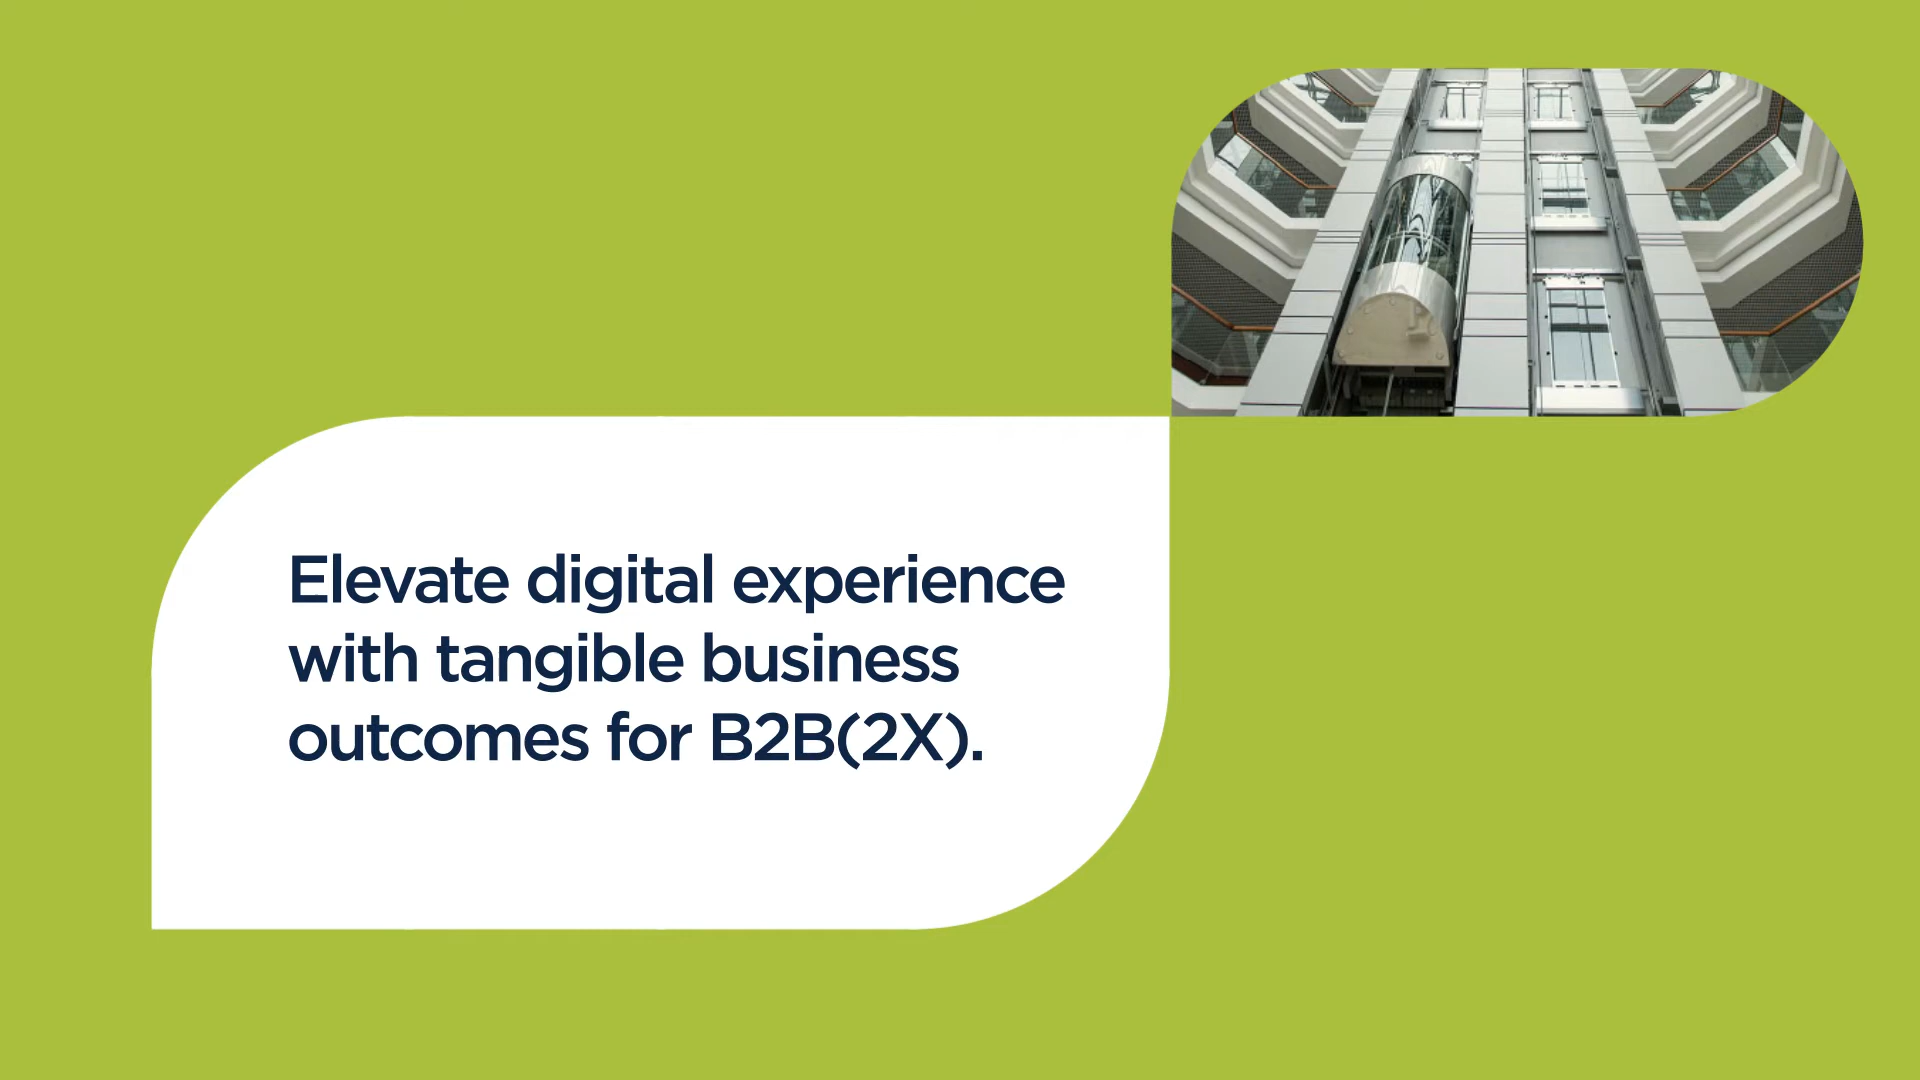 Elevate digital experience
with tangible business
outcomes for B2B(2X).